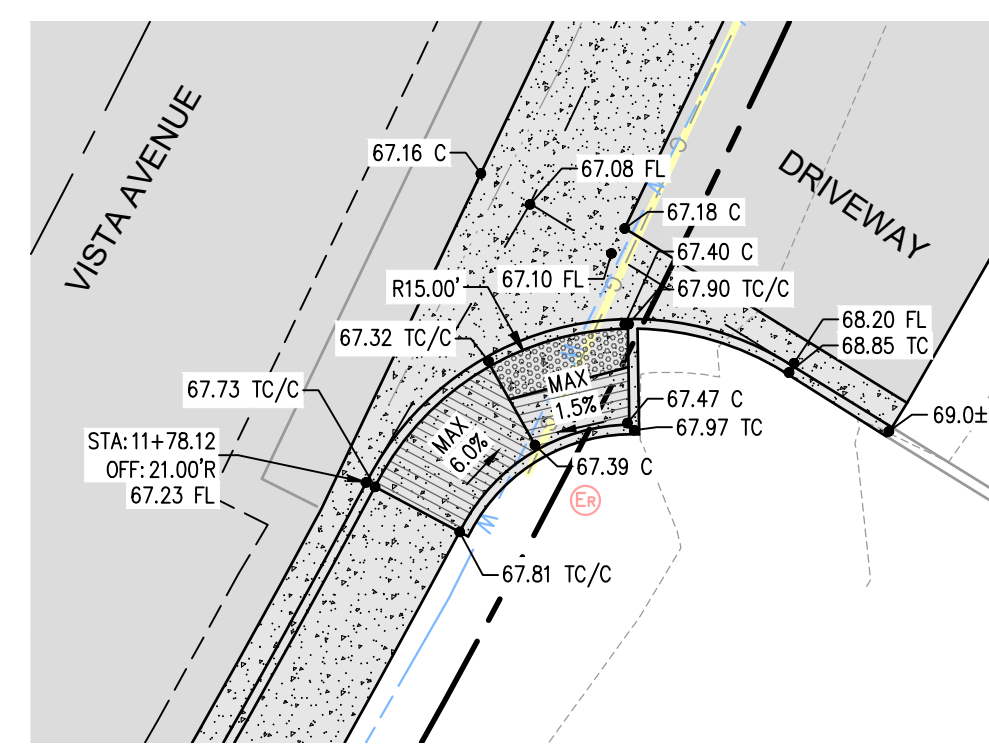 VISTA AVENUE
67.16 C
67.08 FL
DRIVEWAY
67.18 C
67.40 C
67.10 FL
67.90 TC/C
R15.00'
68.20 FL
67.32 TC/C
68.85 TC
67.73 TC/C
MAX
1.5%
67.47 C
69.0±
STA:11+78.12
OFF:21.00'R
67.23 FL
MAX
6.0%
67.97 TC
67.39 C
ER
67.81 TC/C
G
W
G
W
G
W